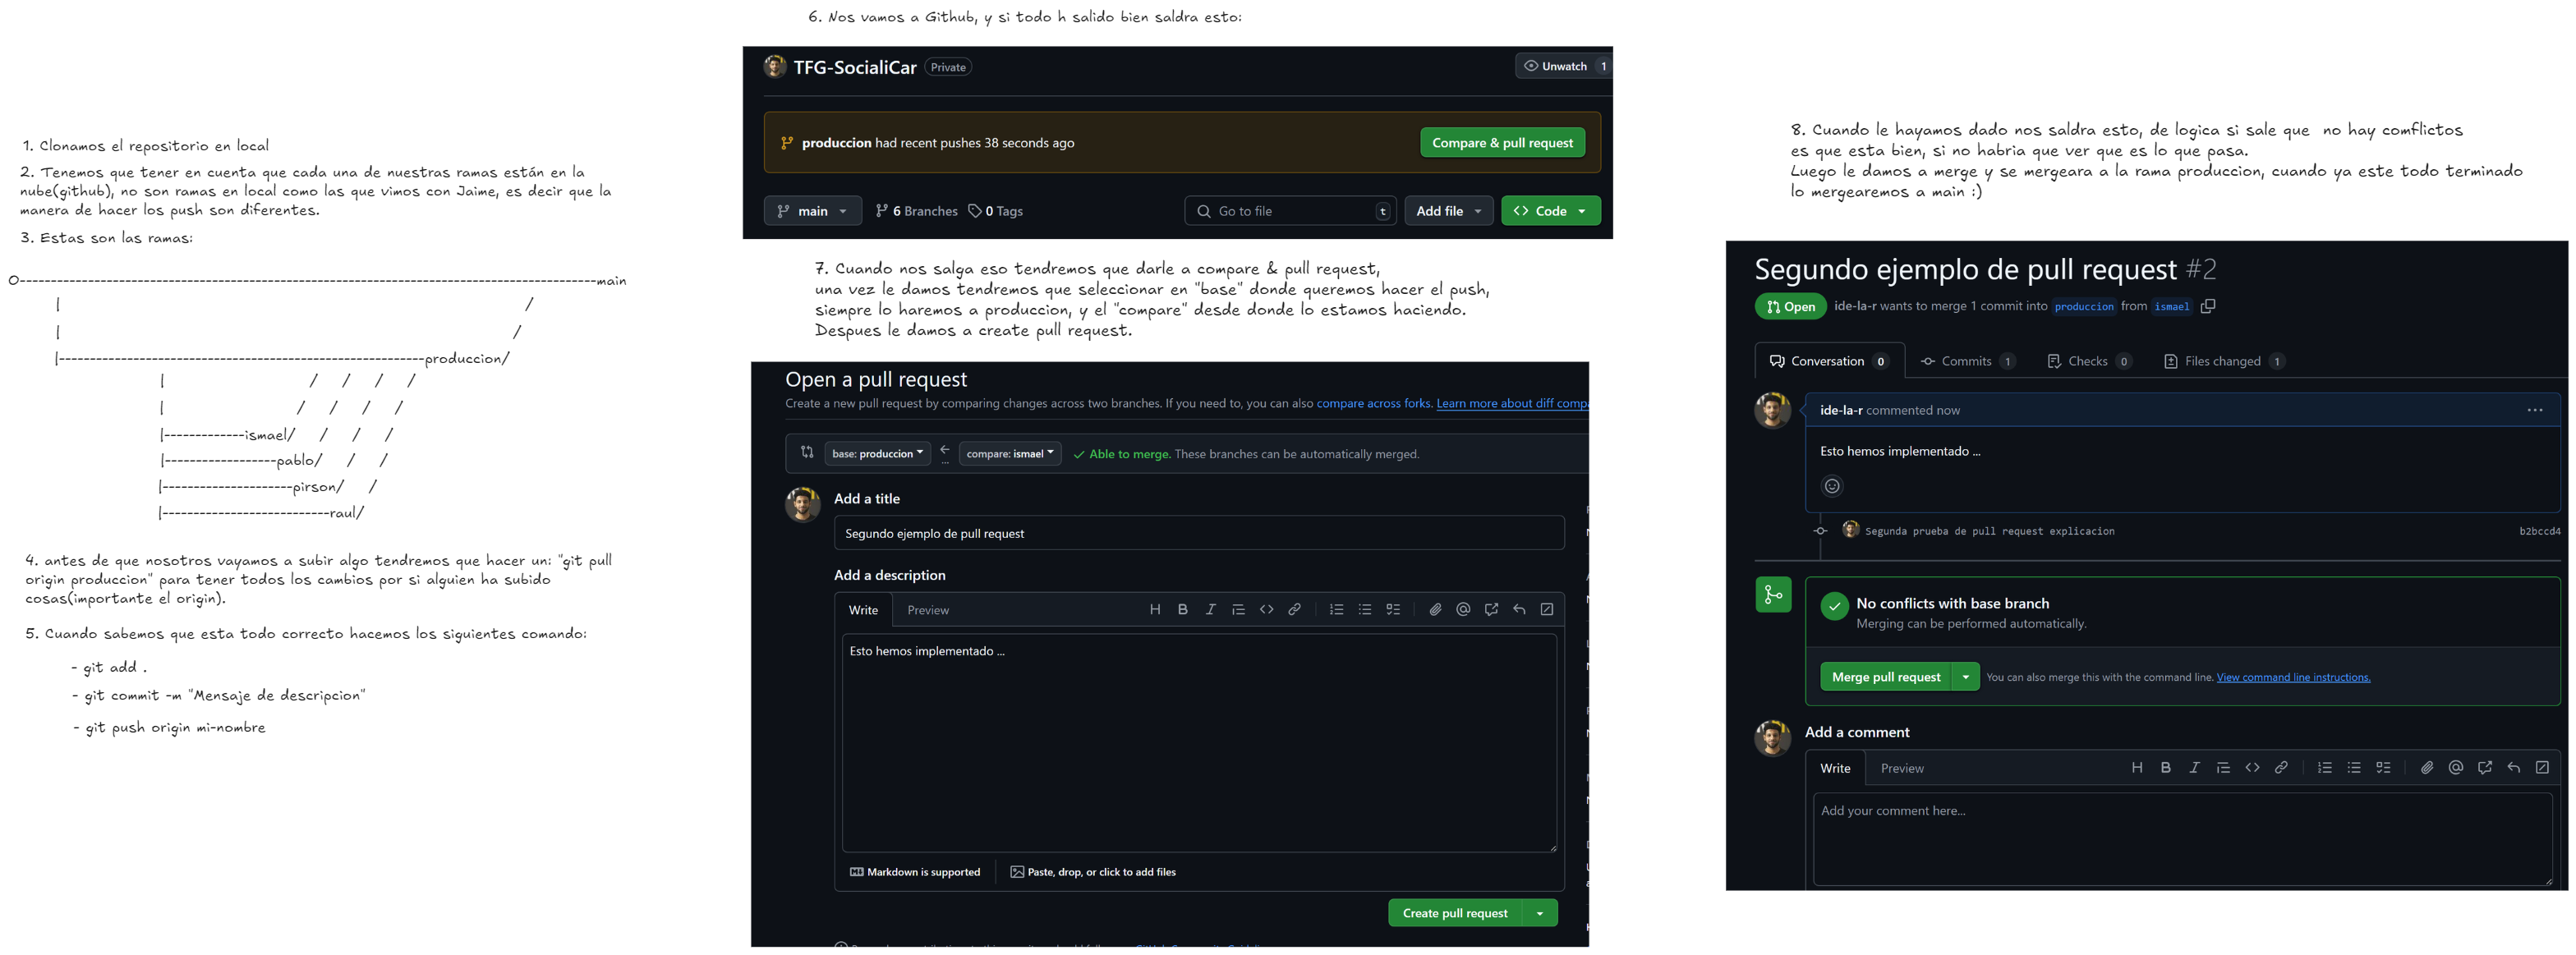 1. Clonamos el repositorio en local
2. Tenemos que tener en cuenta que cada una de nuestras ramas están en la
nube(github), no son ramas en local como las que vimos con Jaime, es decir que la
manera de hacer los push son diferentes.
3. Estas son las ramas:
O------------------------------------------------------------------------------------------------main
|                                                                              /
|                                                                            /
|------------------------------------------------------------produccion/
|                        /    /    /    /
|                      /    /    /    /
|-------------ismael/    /    /    /
|------------------pablo/    /    /
|---------------------pirson/    /
|---------------------------raul/
4. antes de que nosotros vayamos a subir algo tendremos que hacer un: "git pull
origin produccion" para tener todos los cambios por si alguien ha subido
cosas(importante el origin).
5. Cuando sabemos que esta todo correcto hacemos los siguientes comando:
- git add .
- git commit -m "Mensaje de descripcion"
- git push origin mi-nombre
6. Nos vamos a Github, y si todo h salido bien saldra esto:
TFG-SocialiCar Private Unwatch 1
produccion had recent pushes 38 seconds ago Compare & pull request
main 6 Branches 0 Tags Go to file t Add file <> Code
7. Cuando nos salga eso tendremos que darle a compare & pull request,
una vez le damos tendremos que seleccionar en "base" donde queremos hacer el push,
siempre lo haremos a produccion, y el "compare" desde donde lo estamos haciendo.
Despues le damos a create pull request.
Open a pull request
Create a new pull request by comparing changes across two branches. If you need to, you can also compare across forks. Learn more about diff compa
base: produccion ← compare: ismael ✓ Able to merge. These branches can be automatically merged.
...
Add a title
Segundo ejemplo de pull request
Add a description
Write Preview H B I <> @
Esto hemos implementado ...
Markdown is supported Paste, drop, or click to add files
Create pull request
8. Cuando le hayamos dado nos saldra esto, de logica si sale que no hay comflictos
es que esta bien, si no habria que ver que es lo que pasa.
Luego le damos a merge y se mergeara a la rama produccion, cuando ya este todo terminado
lo mergearemos a main :)
Segundo ejemplo de pull request #2
Open ide-la-r wants to merge 1 commit into produccion from ismael
Conversation 0 Commits 1 Checks 0 Files changed 1
ide-la-r commented now ...
Esto hemos implementado ...
Segunda prueba de pull request explicacion b2bccd4
No conflicts with base branch
Merging can be performed automatically.
Merge pull request You can also merge this with the command line. View command line instructions.
Add a comment
Write Preview H B I <> @
Add your comment here...